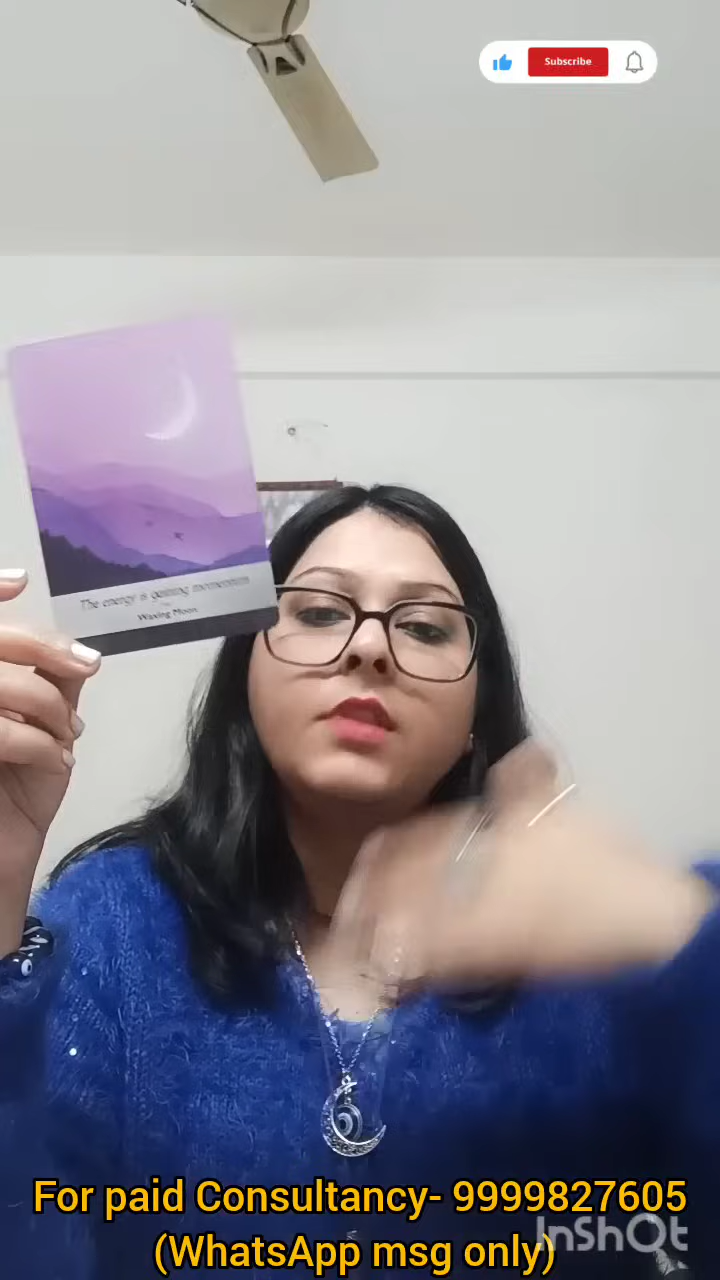 Subscribe
The energy is gaining momentum
Waxing Moon
For paid Consultancy- 9999827605
(WhatsApp msg only)
InShOt